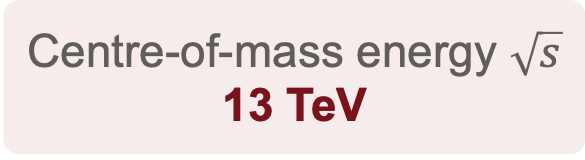 Centre-of-mass energy √s
13 TeV